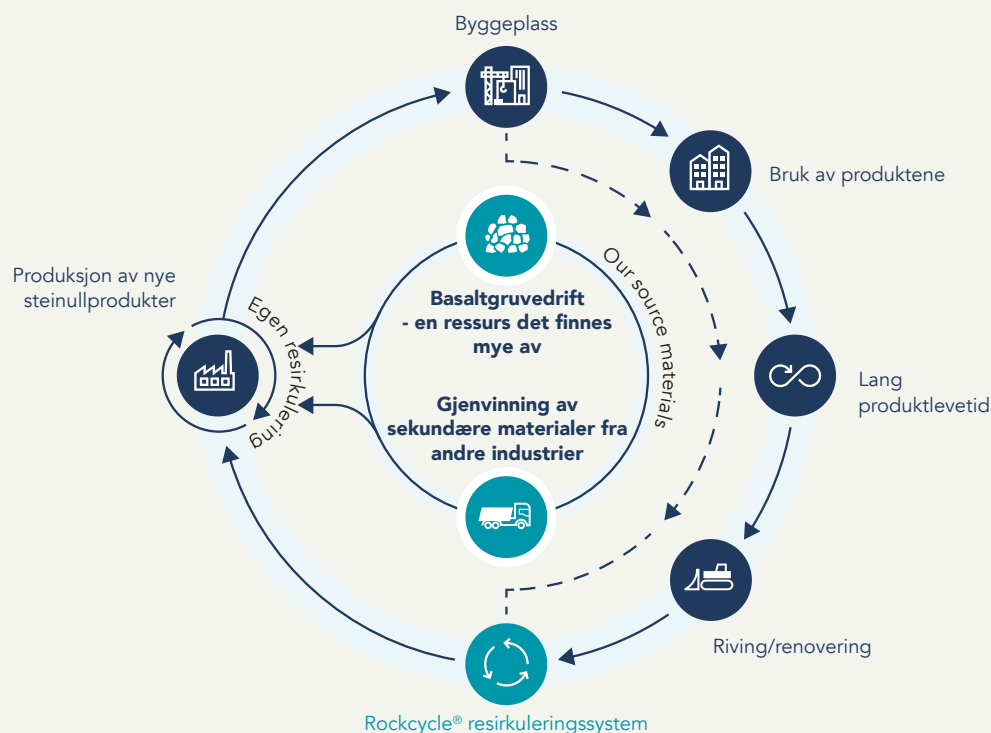 Byggeplass
Bruk av produktene
Produksjon av nye
steinullprodukter
Egen resirkulering
Basaltgruvedrift
- en ressurs det finnes
mye av
Our source materials
Gjenvinning av
sekundære materialer fra
andre industrier
Lang
produktlevetid
Riving/renovering
Rockcycle® resirkuleringssystem